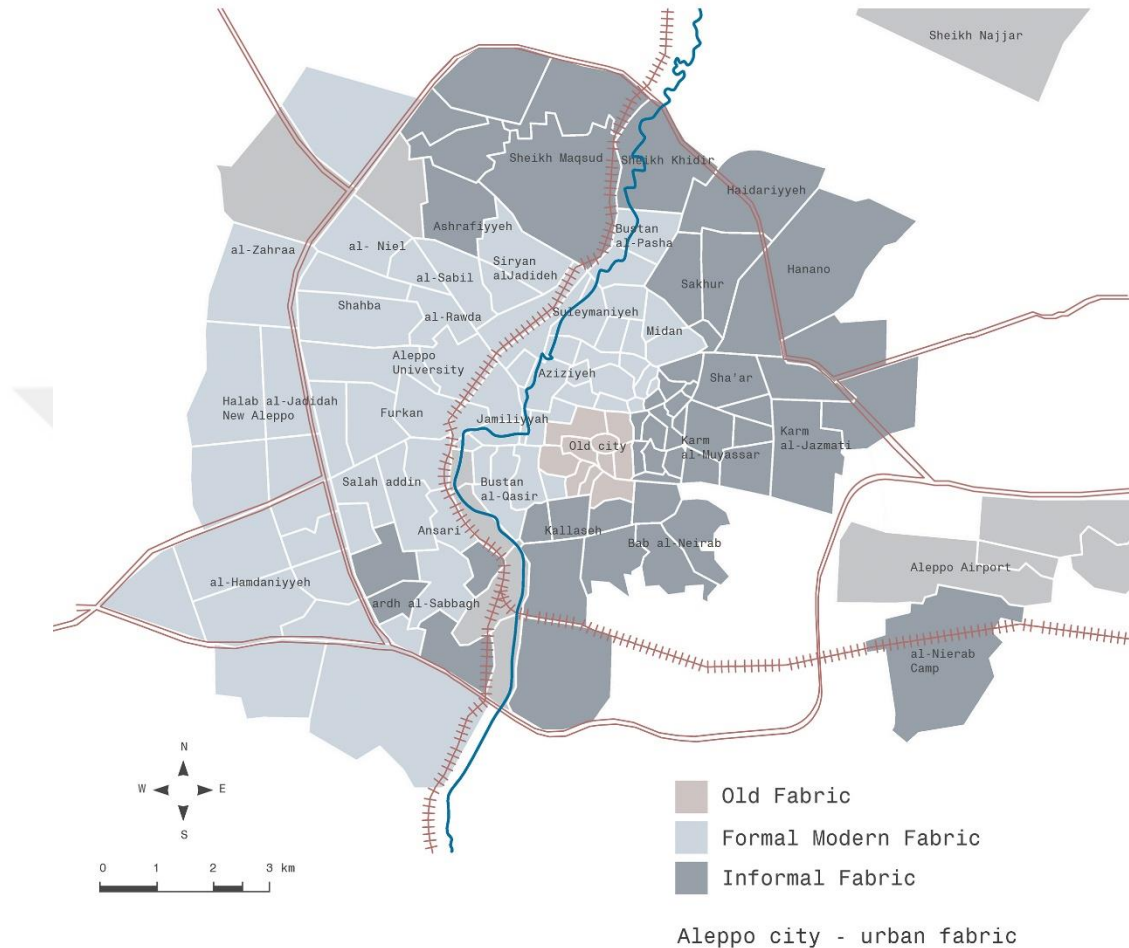 Sheikh Najjar
Sheikh Maqsud
Sheikh Khidir
Haidariyyeh
Ashrafiyyeh
Bustan
al-Pasha
al-Zahraa
al- Niel
Siryan
alJadideh
Hanano
al-Sabil
Sakhur
Shahba
al-Rawda
Suleymaniyeh
Midan
Aleppo
University
Aziziyeh
Sha'ar
Halab al-Jadidah
New Aleppo
Furkan
Jamiliyyah
Old city
Karm
al-Muyassar
Karm
al-Jazmati
Salah addin
Bustan
al-Qasir
Ansari
Kallaseh
Bab al-Neirab
al-Hamdaniyyeh
ardh al-Sabbagh
Aleppo Airport
al-Nierab
Camp
N
W
E
S
0 1 2 3 km
Old Fabric
Formal Modern Fabric
Informal Fabric
Aleppo city - urban fabric